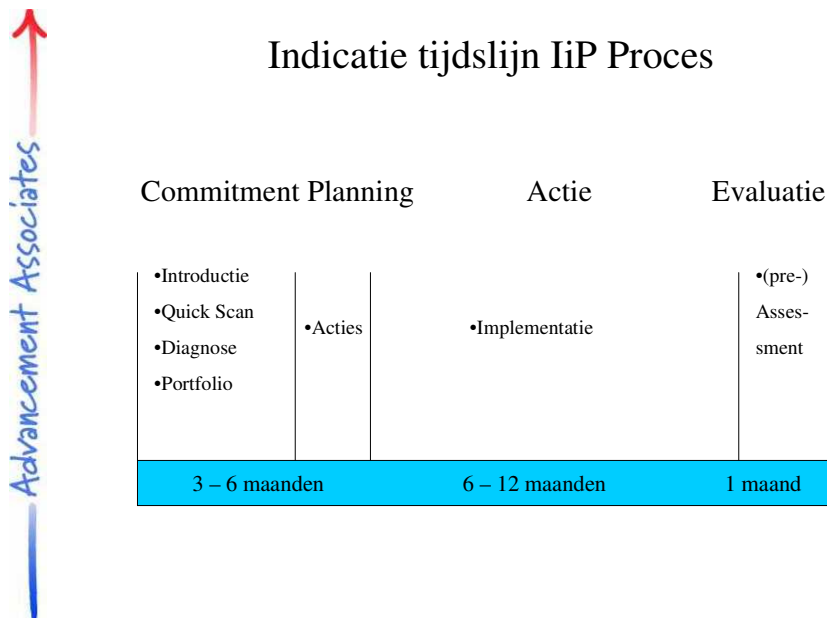 Indicatie tijdslijn IiP Proces
Advancement Associates
Commitment Planning Actie Evaluatie
•Introductie
•Quick Scan
•Diagnose
•Portfolio
•Acties
•Implementatie
•(pre-)
Asses-
sment
3 – 6 maanden 6 – 12 maanden 1 maand